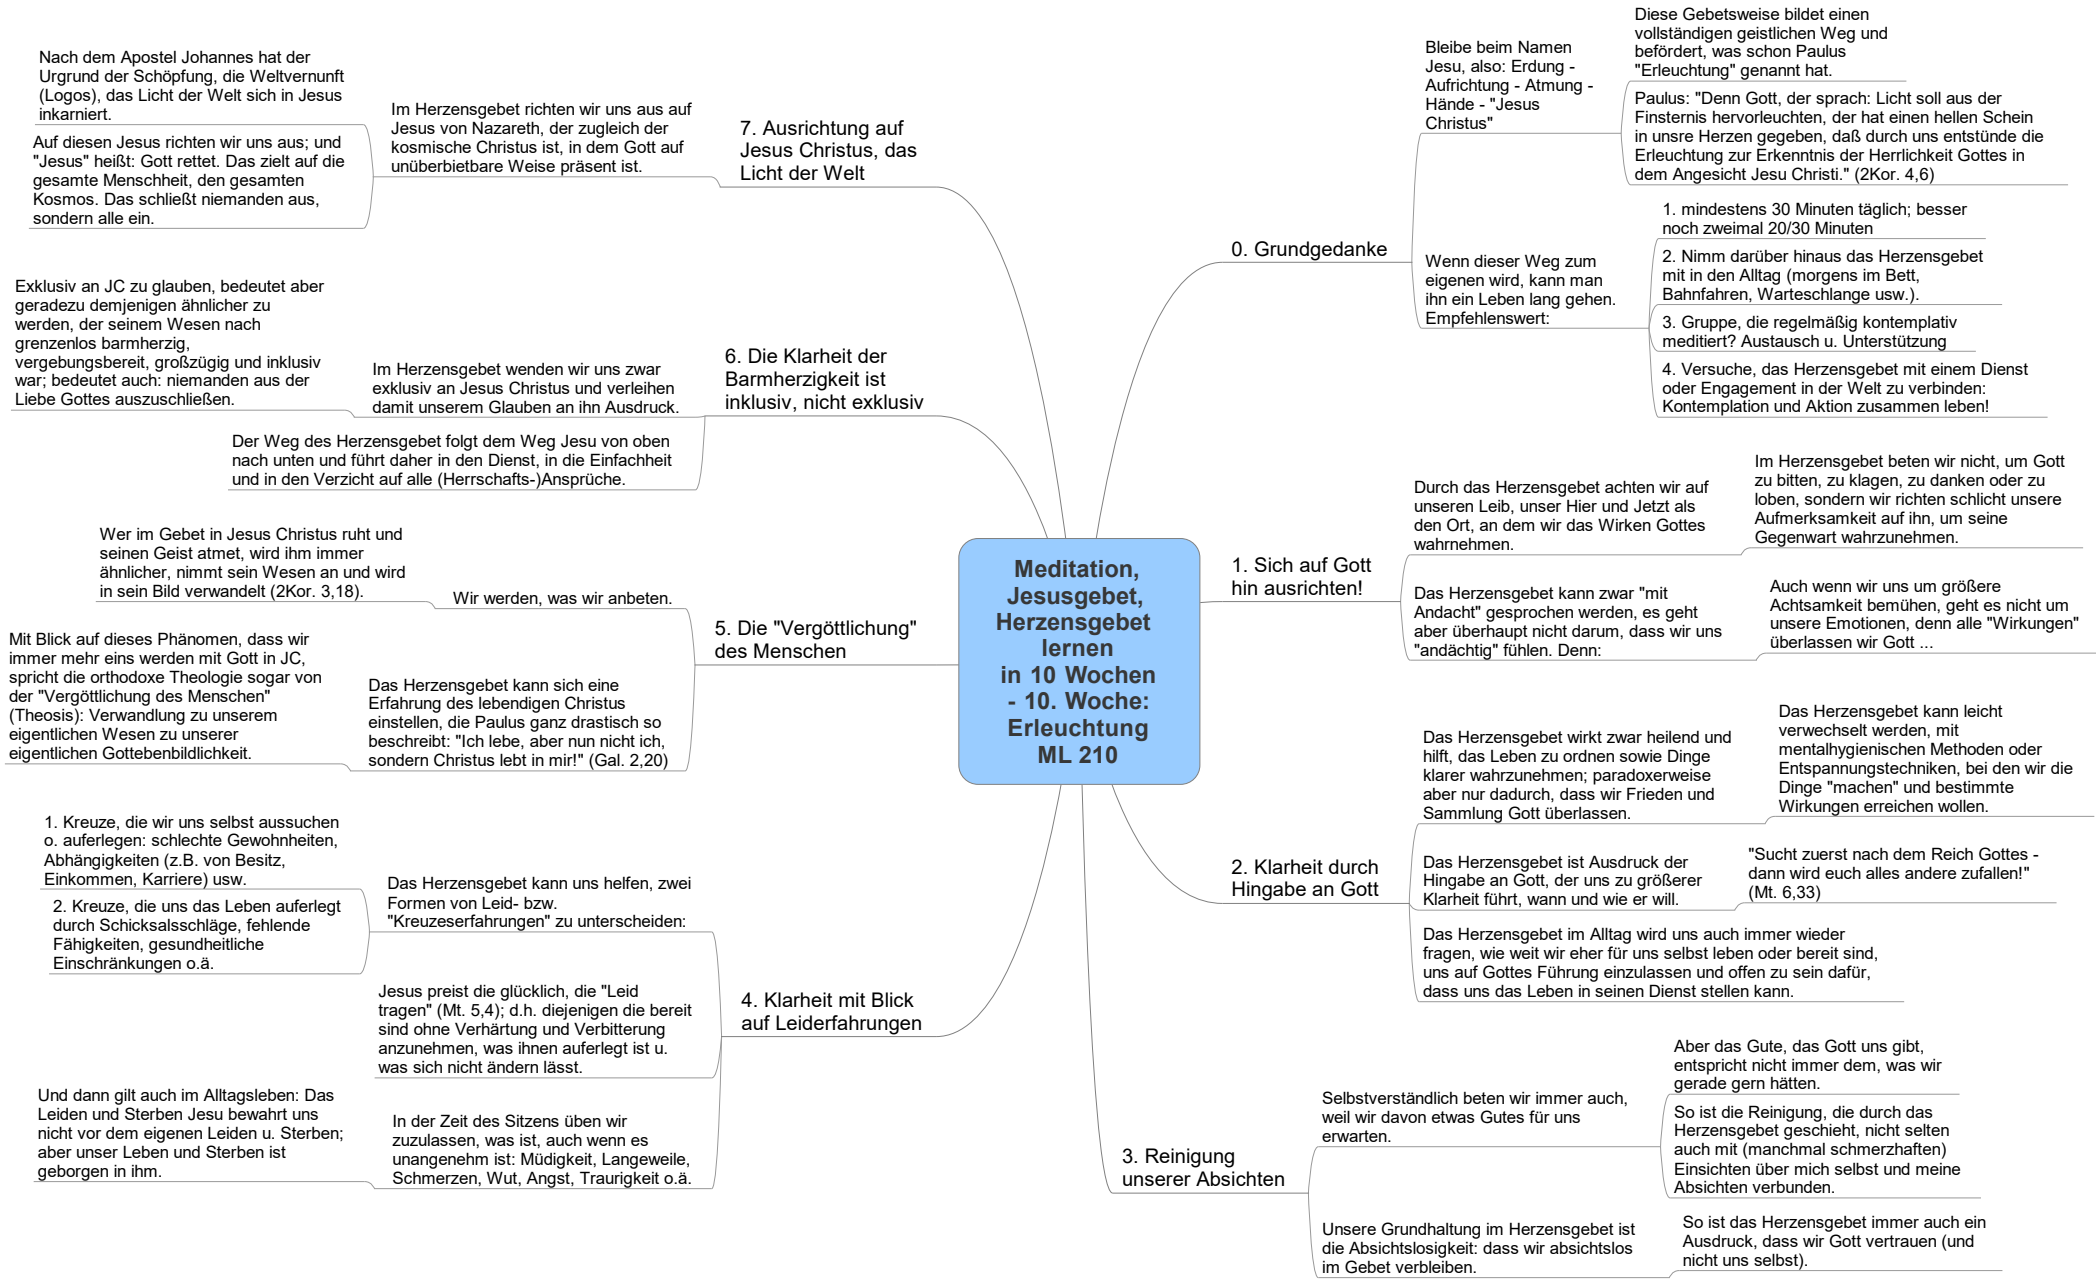 Meditation,
Jesusgebet,
Herzensgebet
lernen
in 10 Wochen
- 10. Woche:
Erleuchtung
ML 210
0. Grundgedanke
Bleibe beim Namen
Jesu, also: Erdung -
Aufrichtung - Atmung -
Hände - "Jesus
Christus"
Diese Gebetsweise bildet einen
vollständigen geistlichen Weg und
befördert, was schon Paulus
"Erleuchtung" genannt hat.
Paulus: "Denn Gott, der sprach: Licht soll aus der
Finsternis hervorleuchten, der hat einen hellen Schein
in unsre Herzen gegeben, daß durch uns entstünde die
Erleuchtung zur Erkenntnis der Herrlichkeit Gottes in
dem Angesicht Jesu Christi." (2Kor. 4,6)
Wenn dieser Weg zum
eigenen wird, kann man
ihn ein Leben lang gehen.
Empfehlenswert:
1. mindestens 30 Minuten täglich; besser
noch zweimal 20/30 Minuten
2. Nimm darüber hinaus das Herzensgebet
mit in den Alltag (morgens im Bett,
Bahnfahren, Warteschlange usw.).
3. Gruppe, die regelmäßig kontemplativ
meditiert? Austausch u. Unterstützung
4. Versuche, das Herzensgebet mit einem Dienst
oder Engagement in der Welt zu verbinden:
Kontemplation und Aktion zusammen leben!
1. Sich auf Gott
hin ausrichten!
Durch das Herzensgebet achten wir auf
unseren Leib, unser Hier und Jetzt als
den Ort, an dem wir das Wirken Gottes
wahrnehmen.
Im Herzensgebet beten wir nicht, um Gott
zu bitten, zu klagen, zu danken oder zu
loben, sondern wir richten schlicht unsere
Aufmerksamkeit auf ihn, um seine
Gegenwart wahrzunehmen.
Das Herzensgebet kann zwar "mit
Andacht" gesprochen werden, es geht
aber überhaupt nicht darum, dass wir uns
"andächtig" fühlen. Denn:
Auch wenn wir uns um größere
Achtsamkeit bemühen, geht es nicht um
unsere Emotionen, denn alle "Wirkungen"
überlassen wir Gott ...
2. Klarheit durch
Hingabe an Gott
Das Herzensgebet wirkt zwar heilend und
hilft, das Leben zu ordnen sowie Dinge
klarer wahrzunehmen; paradoxerweise
aber nur dadurch, dass wir Frieden und
Sammlung Gott überlassen.
Das Herzensgebet kann leicht
verwechselt werden, mit
mentalhygienischen Methoden oder
Entspannungstechniken, bei den wir die
Dinge "machen" und bestimmte
Wirkungen erreichen wollen.
Das Herzensgebet ist Ausdruck der
Hingabe an Gott, der uns zu größerer
Klarheit führt, wann und wie er will.
"Sucht zuerst nach dem Reich Gottes -
dann wird euch alles andere zufallen!"
(Mt. 6,33)
Das Herzensgebet im Alltag wird uns auch immer wieder
fragen, wie weit wir eher für uns selbst leben oder bereit sind,
uns auf Gottes Führung einzulassen und offen zu sein dafür,
dass uns das Leben in seinen Dienst stellen kann.
3. Reinigung
unserer Absichten
Selbstverständlich beten wir immer auch,
weil wir davon etwas Gutes für uns
erwarten.
Aber das Gute, das Gott uns gibt,
entspricht nicht immer dem, was wir
gerade gern hätten.
So ist die Reinigung, die durch das
Herzensgebet geschieht, nicht selten
auch mit (manchmal schmerzhaften)
Einsichten über mich selbst und meine
Absichten verbunden.
Unsere Grundhaltung im Herzensgebet ist
die Absichtslosigkeit: dass wir absichtslos
im Gebet verbleiben.
So ist das Herzensgebet immer auch ein
Ausdruck, dass wir Gott vertrauen (und
nicht uns selbst).
4. Klarheit mit Blick
auf Leiderfahrungen
Das Herzensgebet kann uns helfen, zwei
Formen von Leid- bzw.
"Kreuzeserfahrungen" zu unterscheiden:
1. Kreuze, die wir uns selbst aussuchen
o. auferlegen: schlechte Gewohnheiten,
Abhängigkeiten (z.B. von Besitz,
Einkommen, Karriere) usw.
2. Kreuze, die uns das Leben auferlegt
durch Schicksalsschläge, fehlende
Fähigkeiten, gesundheitliche
Einschränkungen o.ä.
Jesus preist die glücklich, die "Leid
tragen" (Mt. 5,4); d.h. diejenigen die bereit
sind ohne Verhärtung und Verbitterung
anzunehmen, was ihnen auferlegt ist u.
was sich nicht ändern lässt.
In der Zeit des Sitzens üben wir
zuzulassen, was ist, auch wenn es
unangenehm ist: Müdigkeit, Langeweile,
Schmerzen, Wut, Angst, Traurigkeit o.ä.
Und dann gilt auch im Alltagsleben: Das
Leiden und Sterben Jesu bewahrt uns
nicht vor dem eigenen Leiden u. Sterben;
aber unser Leben und Sterben ist
geborgen in ihm.
5. Die "Vergöttlichung"
des Menschen
Wir werden, was wir anbeten.
Wer im Gebet in Jesus Christus ruht und
seinen Geist atmet, wird ihm immer
ähnlicher, nimmt sein Wesen an und wird
in sein Bild verwandelt (2Kor. 3,18).
Das Herzensgebet kann sich eine
Erfahrung des lebendigen Christus
einstellen, die Paulus ganz drastisch so
beschreibt: "Ich lebe, aber nun nicht ich,
sondern Christus lebt in mir!" (Gal. 2,20)
Mit Blick auf dieses Phänomen, dass wir
immer mehr eins werden mit Gott in JC,
spricht die orthodoxe Theologie sogar von
der "Vergöttlichung des Menschen"
(Theosis): Verwandlung zu unserem
eigentlichen Wesen zu unserer
eigentlichen Gottebenbildlichkeit.
6. Die Klarheit der
Barmherzigkeit ist
inklusiv, nicht exklusiv
Im Herzensgebet wenden wir uns zwar
exklusiv an Jesus Christus und verleihen
damit unserem Glauben an ihn Ausdruck.
Exklusiv an JC zu glauben, bedeutet aber
geradezu demjenigen ähnlicher zu
werden, der seinem Wesen nach
grenzenlos barmherzig,
vergebungsbereit, großzügig und inklusiv
war; bedeutet auch: niemanden aus der
Liebe Gottes auszuschließen.
Der Weg des Herzensgebet folgt dem Weg Jesu von oben
nach unten und führt daher in den Dienst, in die Einfachheit
und in den Verzicht auf alle (Herrschafts-)Ansprüche.
7. Ausrichtung auf
Jesus Christus, das
Licht der Welt
Im Herzensgebet richten wir uns aus auf
Jesus von Nazareth, der zugleich der
kosmische Christus ist, in dem Gott auf
unüberbietbare Weise präsent ist.
Nach dem Apostel Johannes hat der
Urgrund der Schöpfung, die Weltvernunft
(Logos), das Licht der Welt sich in Jesus
inkarniert.
Auf diesen Jesus richten wir uns aus; und
"Jesus" heißt: Gott rettet. Das zielt auf die
gesamte Menschheit, den gesamten
Kosmos. Das schließt niemanden aus,
sondern alle ein.